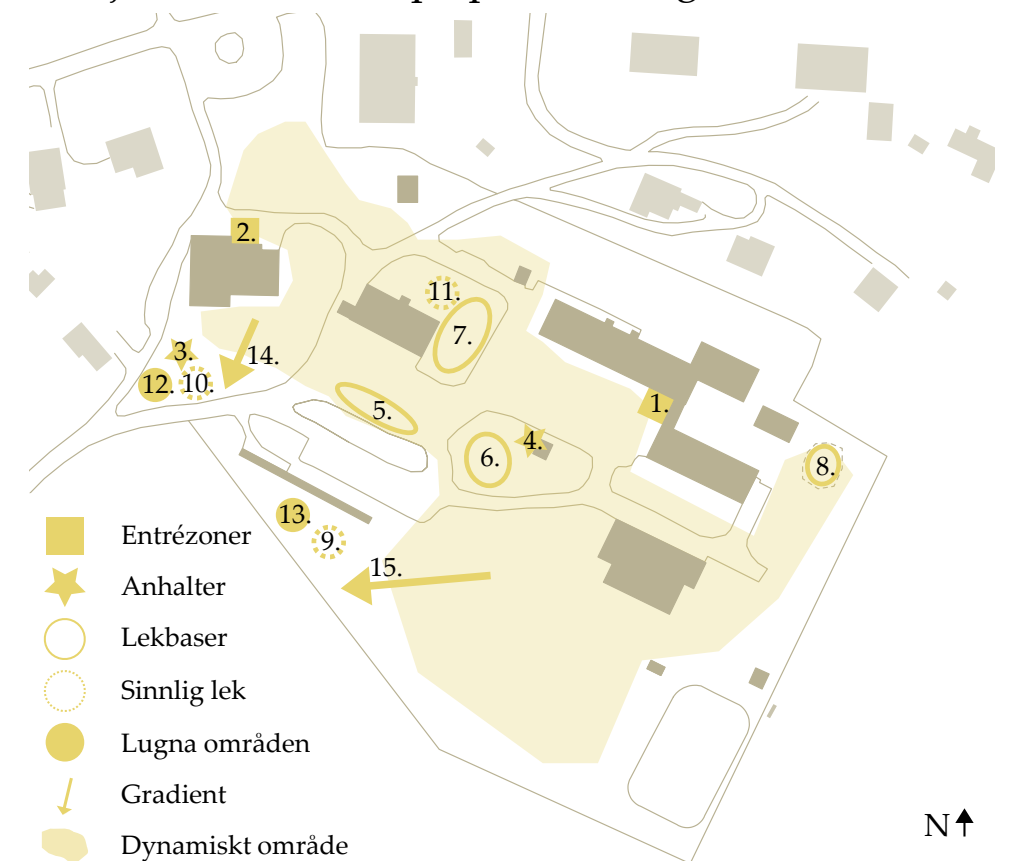 2.
11.
7.
3.
14.
12.
10.
5.
1.
4.
6.
8.
13.
9.
15.
Entrézoner
Anhalter
Lekbaser
Sinnlig lek
Lugna områden
Gradient
Dynamiskt område
N